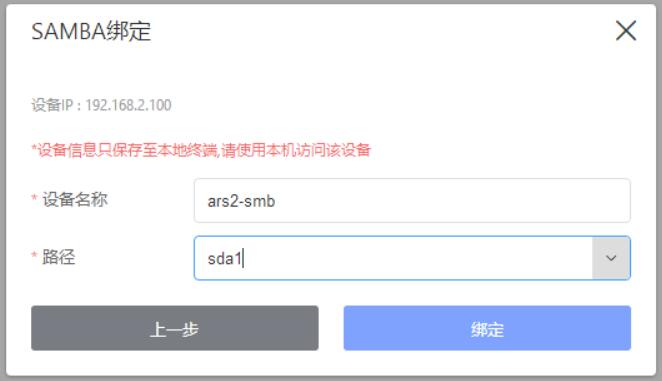 SAMBA绑定
设备IP : 192.168.2.100
*设备信息只保存至本地终端,请使用本机访问该设备
* 设备名称
ars2-smb
* 路径
sda1
上一步
绑定